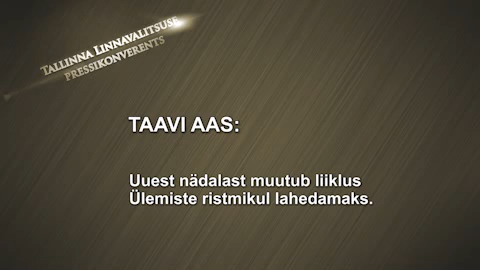 TALLINNA LINNAVALITSUSE
PRESSIKONVERENTS
TAAVI AAS:
Uuest nädalast muutub liiklus
Ülemiste ristmikul lahedamaks.